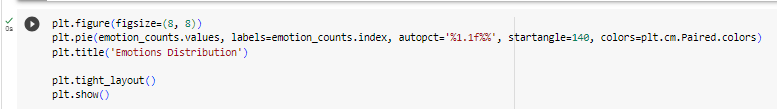 0s
plt.figure(figsize=(8, 8))
plt.pie(emotion_counts.values, labels=emotion_counts.index, autopct='%1.1f%%', startangle=140, colors=plt.cm.Paired.colors)
plt.title('Emotions Distribution')
plt.tight_layout()
plt.show()